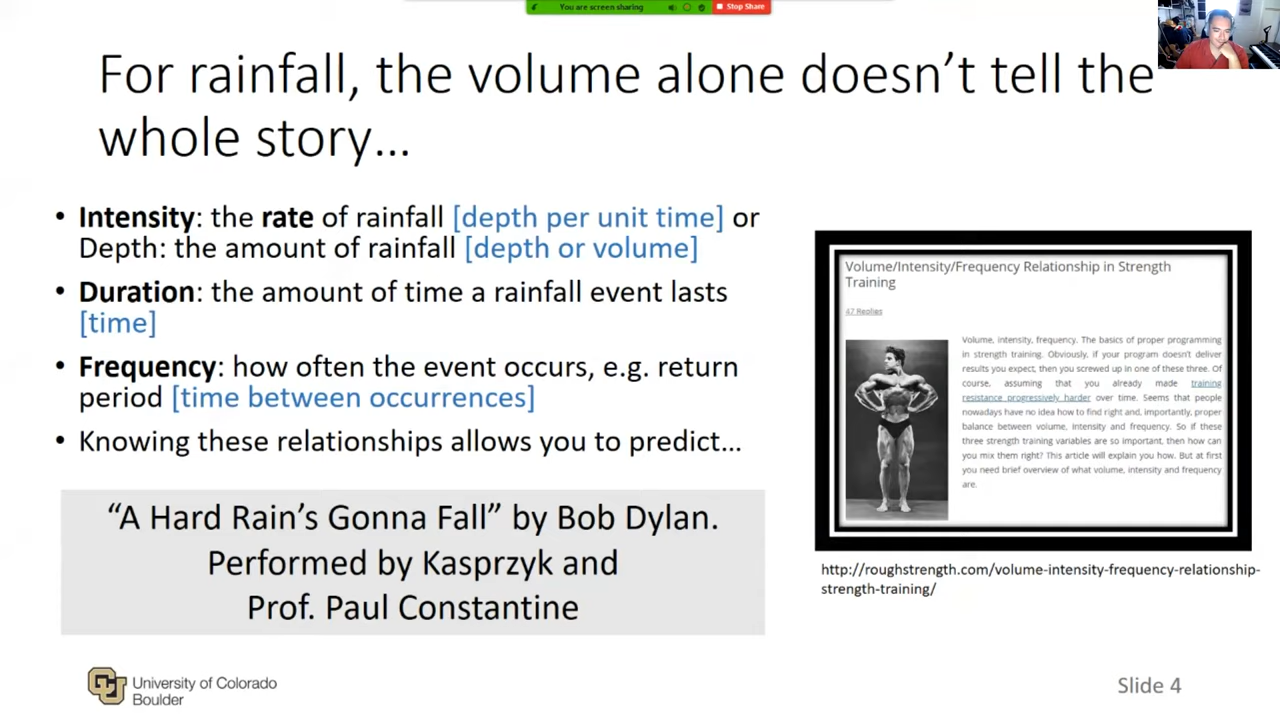 You are screen sharing
Stop Share
For rainfall, the volume alone doesn't tell the
whole story...
• Intensity: the rate of rainfall [depth per unit time] or
Depth: the amount of rainfall [depth or volume]
• Duration: the amount of time a rainfall event lasts
[time]
• Frequency: how often the event occurs, e.g. return
period [time between occurrences]
• Knowing these relationships allows you to predict...
"A Hard Rain's Gonna Fall" by Bob Dylan.
Performed by Kasprzyk and
Prof. Paul Constantine
Volume/Intensity/Frequency Relationship in Strength
Training
47 Replies
Volume, intensity, frequency. The basics of proper programming
in strength training. Obviously, if your program doesn't deliver
results you expect, then you screwed up in one of these three. Of
course, assuming that you already made training
resistance progressively harder over time. Seems that people
nowadays have no idea how to find right and, importantly, proper
balance between volume, intensity and frequency. So if these
three strength training variables are so important, then how can
you mix them right? This article will explain you how. But at first
you need brief overview of what volume, intensity and frequency
are.
http://roughstrength.com/volume-intensity-frequency-relationship-
strength-training/
CU
University of Colorado
Boulder
Slide 4